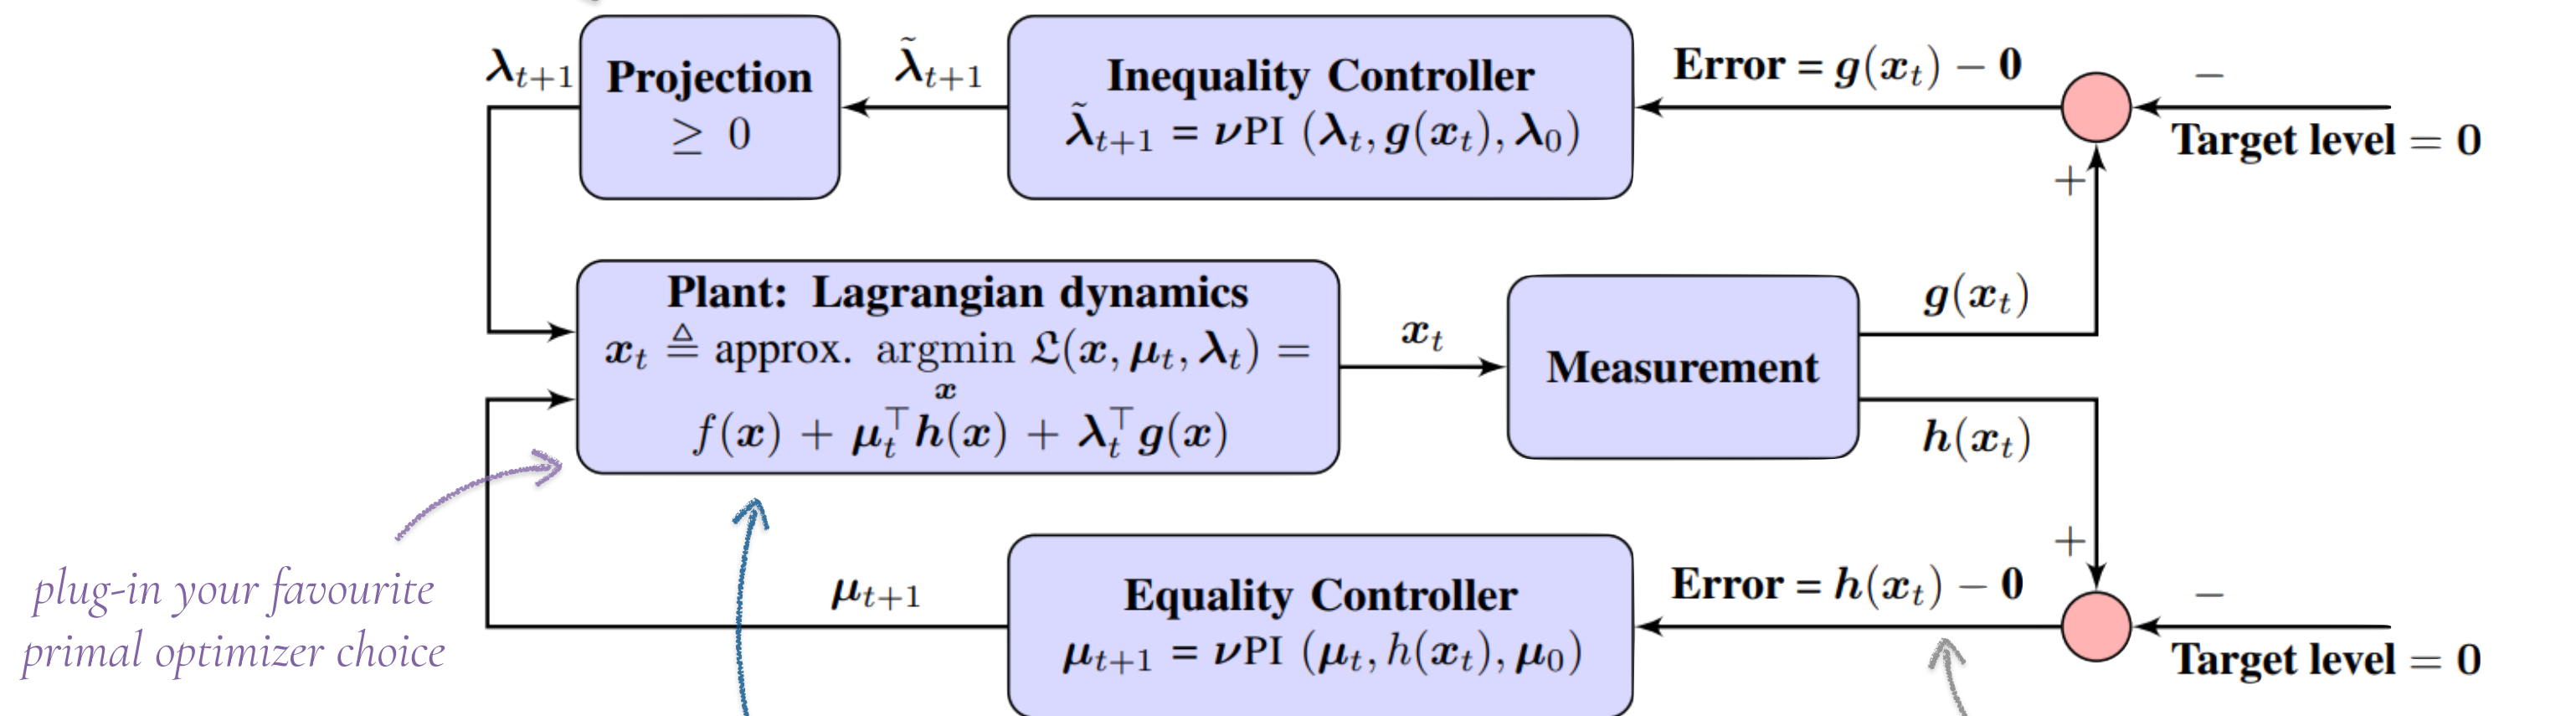 λₜ₊₁
Projection
≥ 0
λ̃ₜ₊₁
Inequality Controller
λ̃ₜ₊₁ = νPI (λₜ, g(xₜ), λ₀)
Error = g(xₜ) − 0
−
Target level = 0
+
Plant: Lagrangian dynamics
xₜ ≜ approx. argmin 𝔏(x, μₜ, λₜ) =
x
f(x) + μₜ⊤h(x) + λₜ⊤g(x)
xₜ
Measurement
g(xₜ)
h(xₜ)
+
plug-in your favourite
primal optimizer choice
μₜ₊₁
Equality Controller
μₜ₊₁ = νPI (μₜ, h(xₜ), μ₀)
Error = h(xₜ) − 0
−
Target level = 0